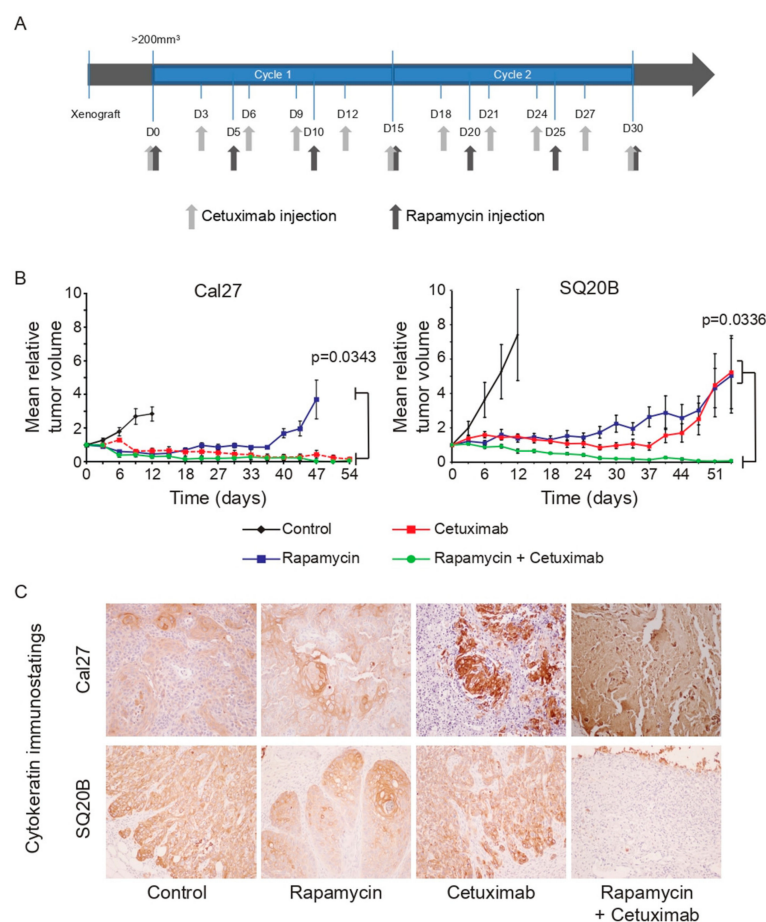 A
>200mm³
Cycle 1
Cycle 2
Xenograft
D3
D6
D9
D12
D18
D21
D24
D27
D0
D5
D10
D15
D20
D25
D30
Cetuximab injection
Rapamycin injection
B
Cal27
SQ20B
Mean relative
tumor volume
10
8
6
4
2
0
p=0.0343
0 6 12 18 22 27 33 40 47 54
Time (days)
Mean relative
tumor volume
10
8
6
4
2
0
p=0.0336
0 3 6 12 18 24 30 37 44 51
Time (days)
Control
Cetuximab
Rapamycin
Rapamycin + Cetuximab
C
Cytokeratin immunostatings
Cal27
SQ20B
Control
Rapamycin
Cetuximab
Rapamycin
+ Cetuximab